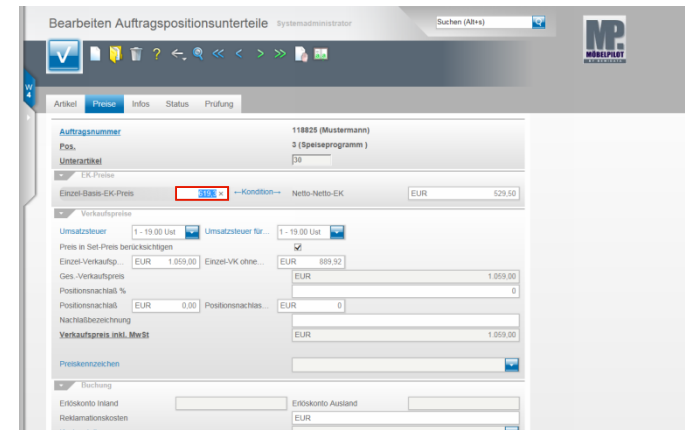 Bearbeiten Auftragspositionsunterteile Systemadministrator Suchen (Alt+s)
MP.
MÖBELPILOT
W
4
Artikel Preise Infos Status Prüfung
Auftragsnummer 118825 (Mustermann)
Pos. 3 (Speiseprogramm )
Unterartikel 30
EK-Preise
Einzel-Basis-EK-Preis 619,3 × ←Kondition→ Netto-Netto-EK EUR 529,50
Verkaufspreise
Umsatzsteuer 1 - 19.00 Ust Umsatzsteuer für... 1 - 19.00 Ust
Preis in Set-Preis berücksichtigen
Einzel-Verkaufsp... EUR 1.059,00 Einzel-VK ohne... EUR 889,92
Ges.-Verkaufspreis EUR 1.059,00
Positionsnachlaß % 0
Positionsnachlaß EUR 0,00 Positionsnachlas... EUR 0
Nachlaßbezeichnung
Verkaufspreis inkl. MwSt EUR 1.059,00
Preiskennzeichen
Buchung
Erlöskonto Inland Erlöskonto Ausland
Reklamationskosten EUR